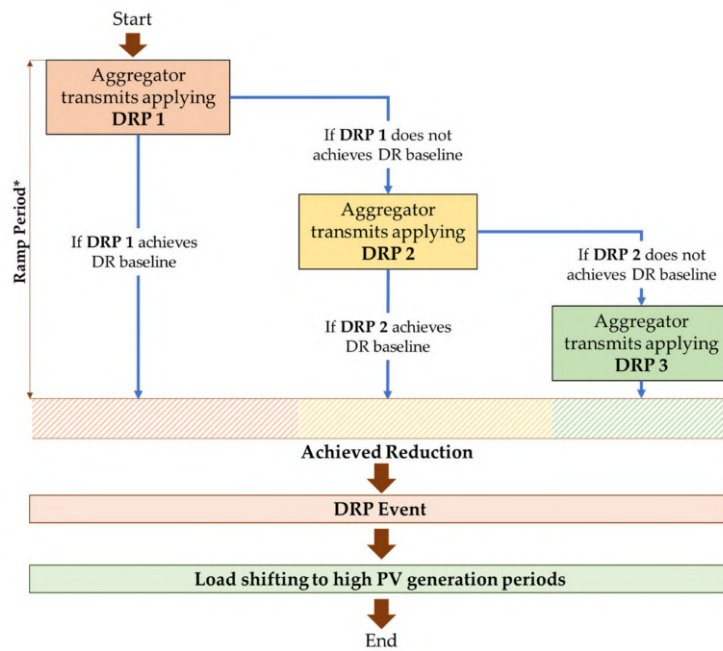 Start
Aggregator
transmits applying
DRP 1
If DRP 1 does not
achieves DR baseline
Ramp Period*
Aggregator
transmits applying
DRP 2
If DRP 1 achieves
DR baseline
If DRP 2 does not
achieves DR baseline
If DRP 2 achieves
DR baseline
Aggregator
transmits applying
DRP 3
Achieved Reduction
DRP Event
Load shifting to high PV generation periods
End